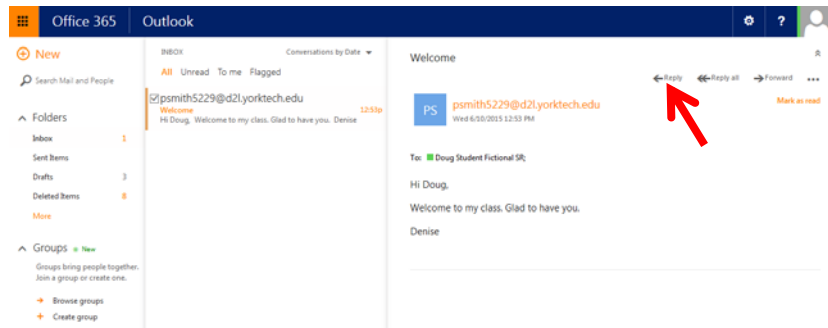 Office 365 Outlook
?
New
Search Mail and People
Folders
Inbox 1
Sent Items
Drafts 3
Deleted Items 8
More
Groups New
Groups bring people together.
Join a group or create one.
Browse groups
Create group
INBOX Conversations by Date
All Unread To me Flagged
psmith5229@d2l.yorktech.edu
Welcome 12:53p
Hi Doug, Welcome to my class. Glad to have you. Denise
Welcome
Reply Reply all Forward ...
PS
psmith5229@d2l.yorktech.edu
Mark as read
Wed 6/10/2015 12:53 PM
To: Doug Student Fictional SR;
Hi Doug,
Welcome to my class. Glad to have you.
Denise